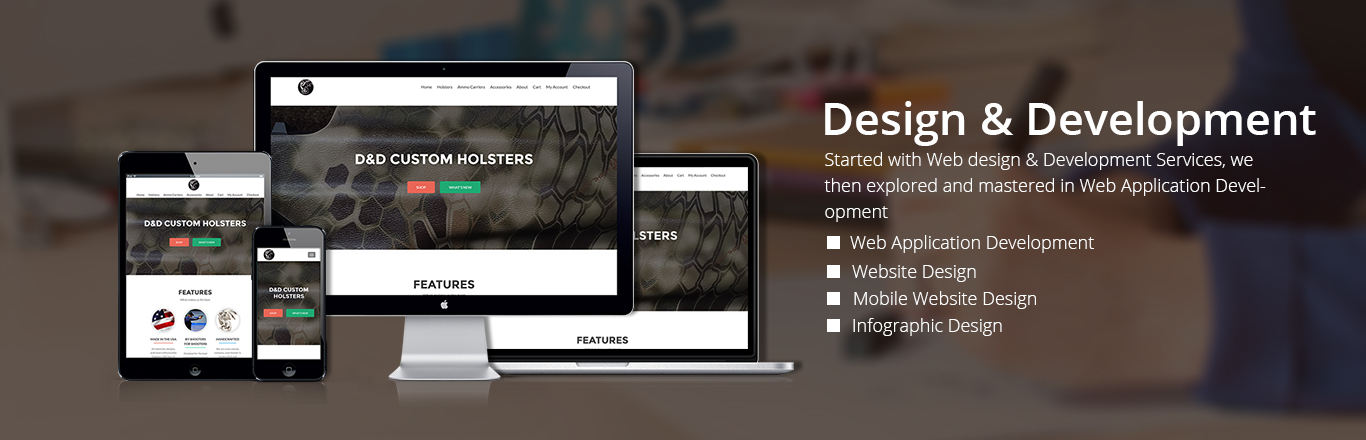 Home Holsters Ammo Carriers Accessories About Cart My Account Checkout
D&D CUSTOM HOLSTERS
SHOP WHAT'S NEW
FEATURES
Home Holsters Ammo Carriers Accessories About Cart My Account Checkout
D&D CUSTOM HOLSTERS
SHOP WHAT'S NEW
FEATURES
MADE IN THE USA
BY SHOOTERS
FOR SHOOTERS
HANDCRAFTED
D&D CUSTOM
HOLSTERS
SHOP WHAT'S NEW
Accessories About Cart My Account Checkout
LSTERS
FEATURES
Design & Development
Started with Web design & Development Services, we
then explored and mastered in Web Application Devel-
opment
Web Application Development
Website Design
Mobile Website Design
Infographic Design